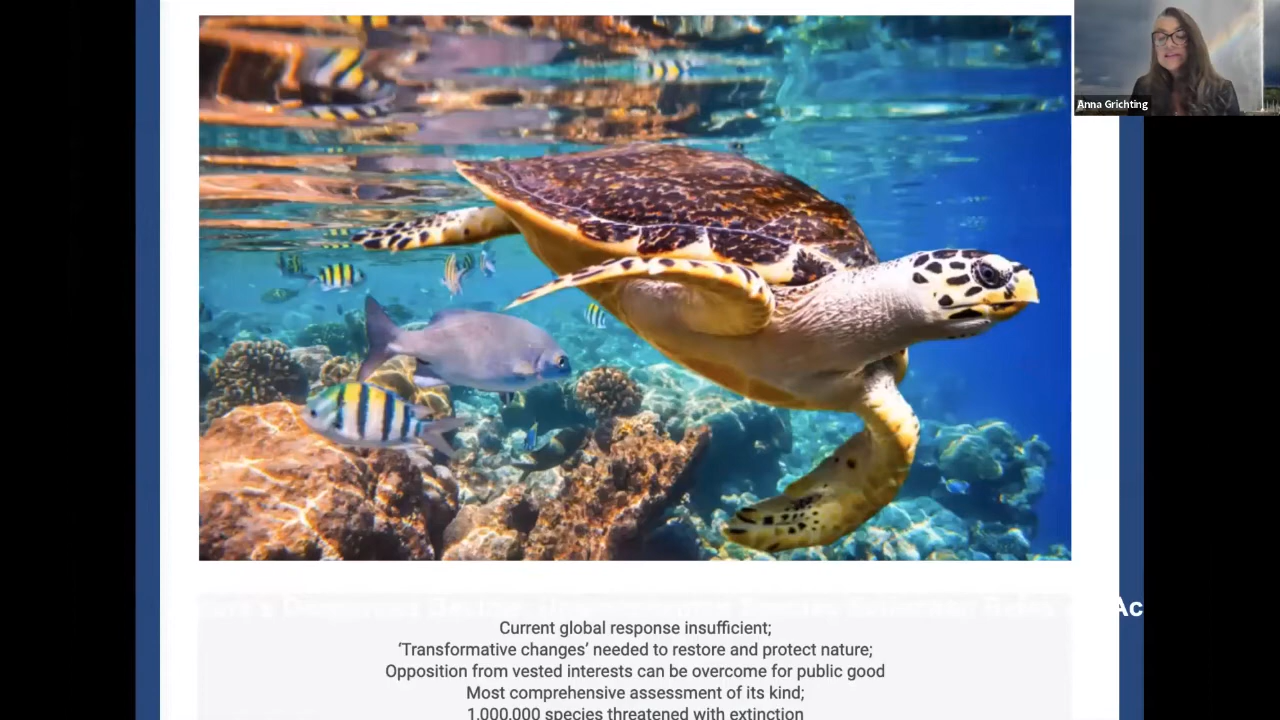 Anna Grichting
Ac
Current global response insufficient;
‘Transformative changes’ needed to restore and protect nature;
Opposition from vested interests can be overcome for public good
Most comprehensive assessment of its kind;
1,000,000 species threatened with extinction